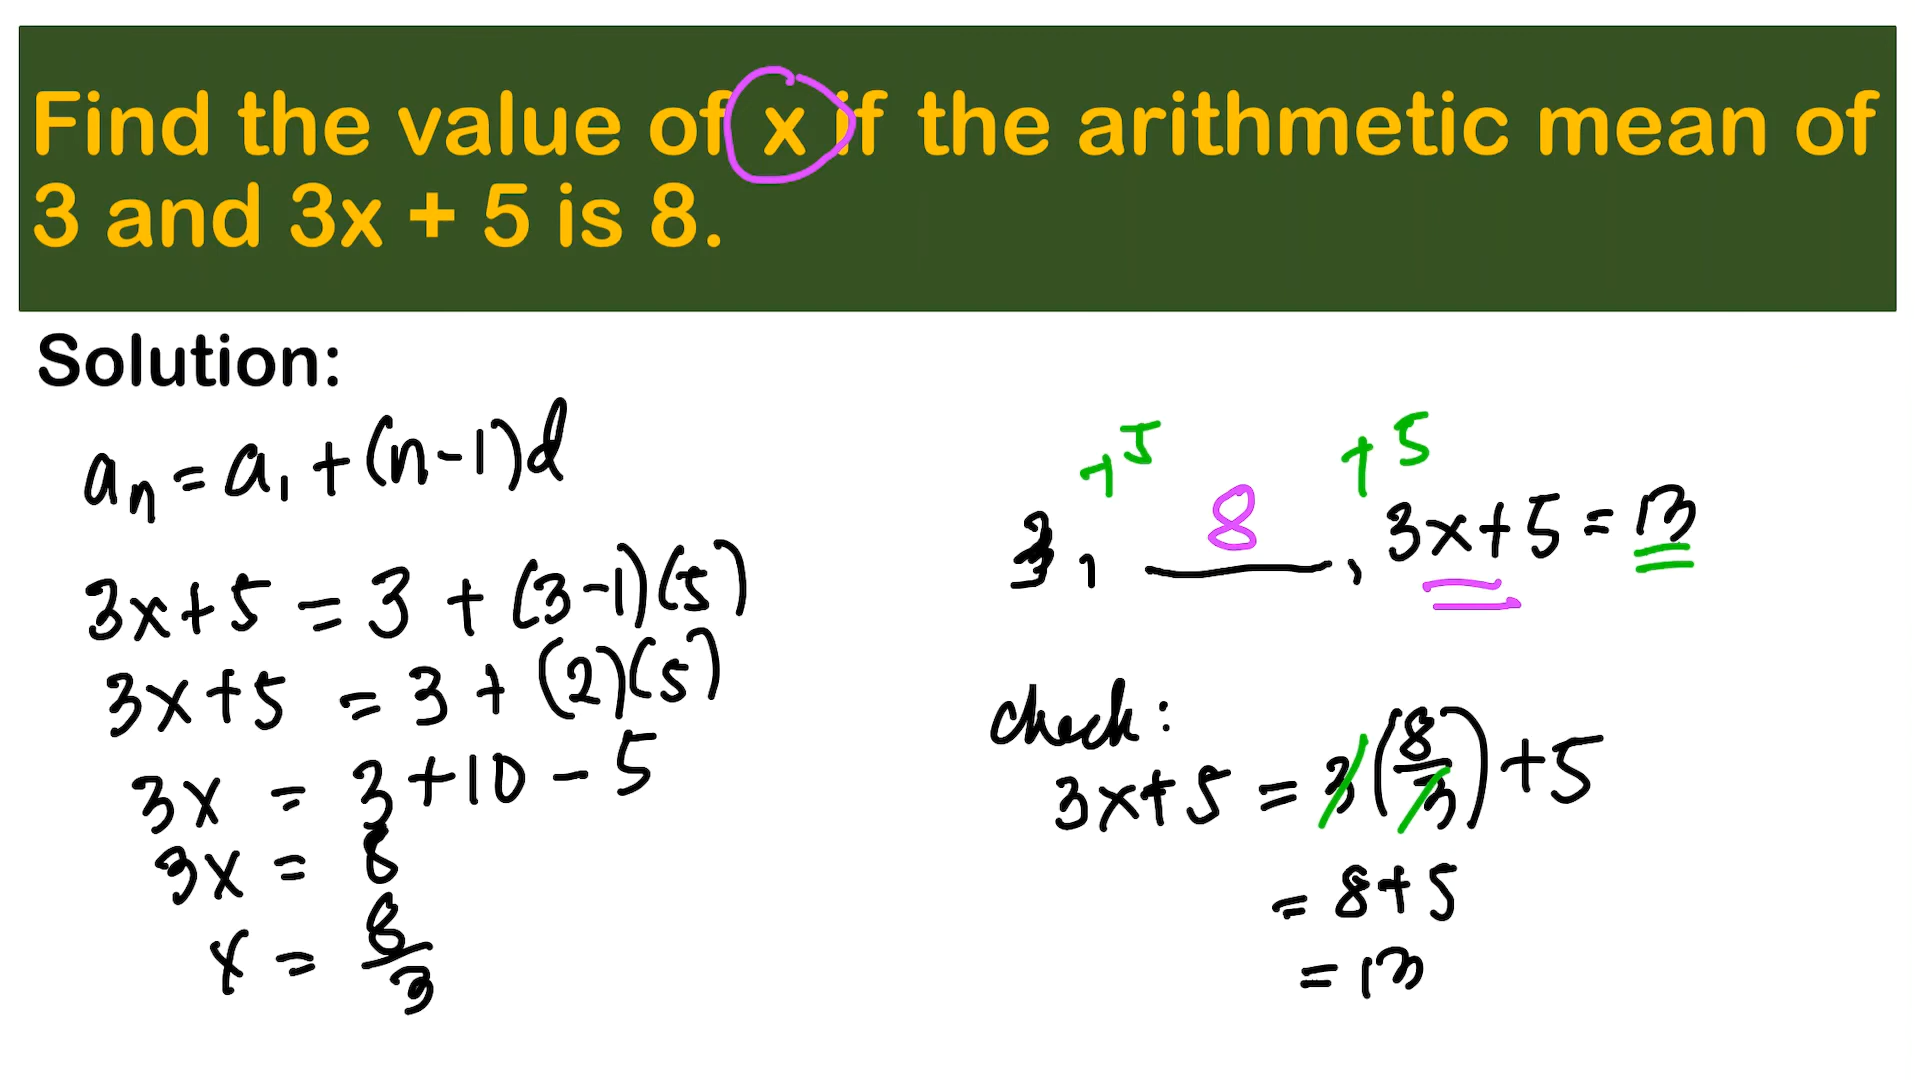 Find the value of x if the arithmetic mean of
3 and 3x + 5 is 8.
Solution:
aₙ = a₁ + (n-1)d
3x+5 = 3 + (3-1)(5)
3x+5 = 3 + (2)(5)
3x = 3+10-5
3x = 8
x = 8/3
+5 +5
3, 8, 3x+5 = 13
check:
3x+5 = 3(8/3)+5
= 8+5
= 13